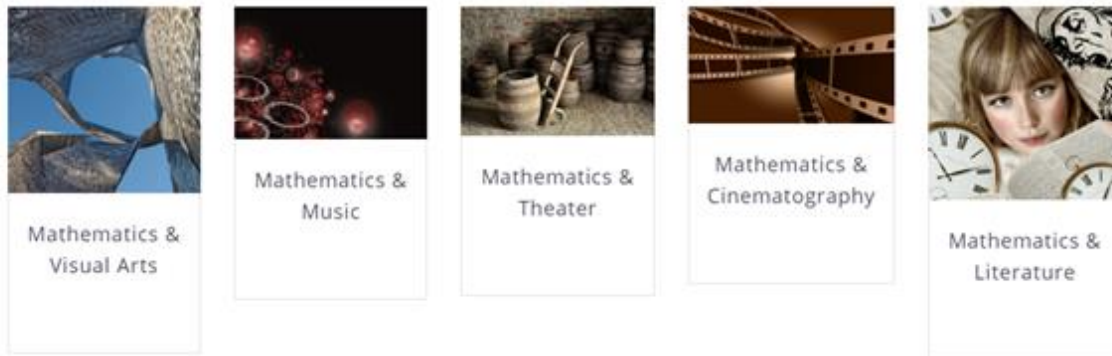 Mathematics &
Visual Arts
Mathematics &
Music
Mathematics &
Theater
Mathematics &
Cinematography
Mathematics &
Literature